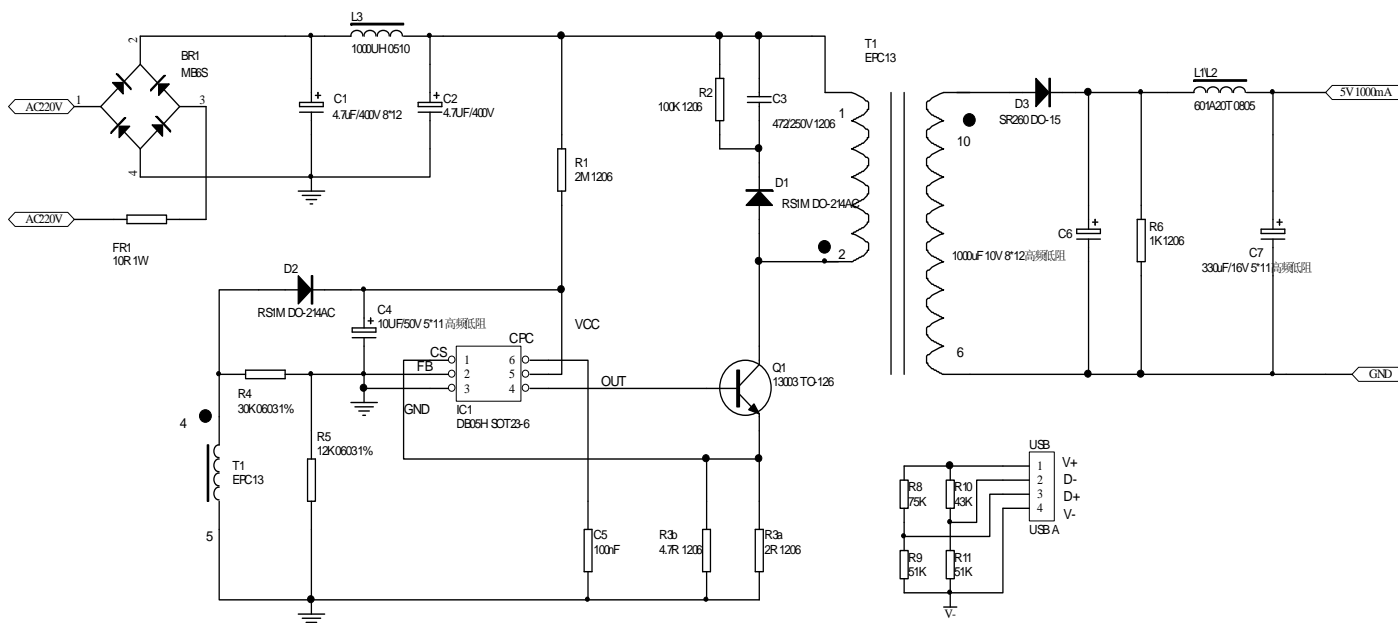 L3
1000UH 0510
2
BR1
MB6S
AC220V
1
3
4
C1
4.7uF/400V 8*12
C2
4.7UF/400V
AC220V
FR1
10R 1W
R1
2M 1206
R2
100K 1206
C3
472/250V 1206
D1
RS1M DO-214AC
T1
EPC13
1
2
10
6
D3
SR260 DO-15
L1\L2
601A20T 0805
5V 1000mA
C6
1000uF 10V 8*12高频低阻
R6
1K 1206
C7
330uF/16V 5*11高频低阻
GND
D2
RS1M DO-214AC
C4
10UF/50V 5*11高频低阻
VCC
CPC
CS
FB
GND
1
2
3
6
5
4
OUT
IC1
DB05H SOT23-6
Q1
13003 TO-126
R4
30K 0603 1%
4
T1
EPC13
5
R5
12K 0603 1%
C5
100nF
R3b
4.7R 1206
R3a
2R 1206
USB
1
2
3
4
V+
D-
D+
V-
USB A
R8
75K
R10
43K
R9
51K
R11
51K
V-